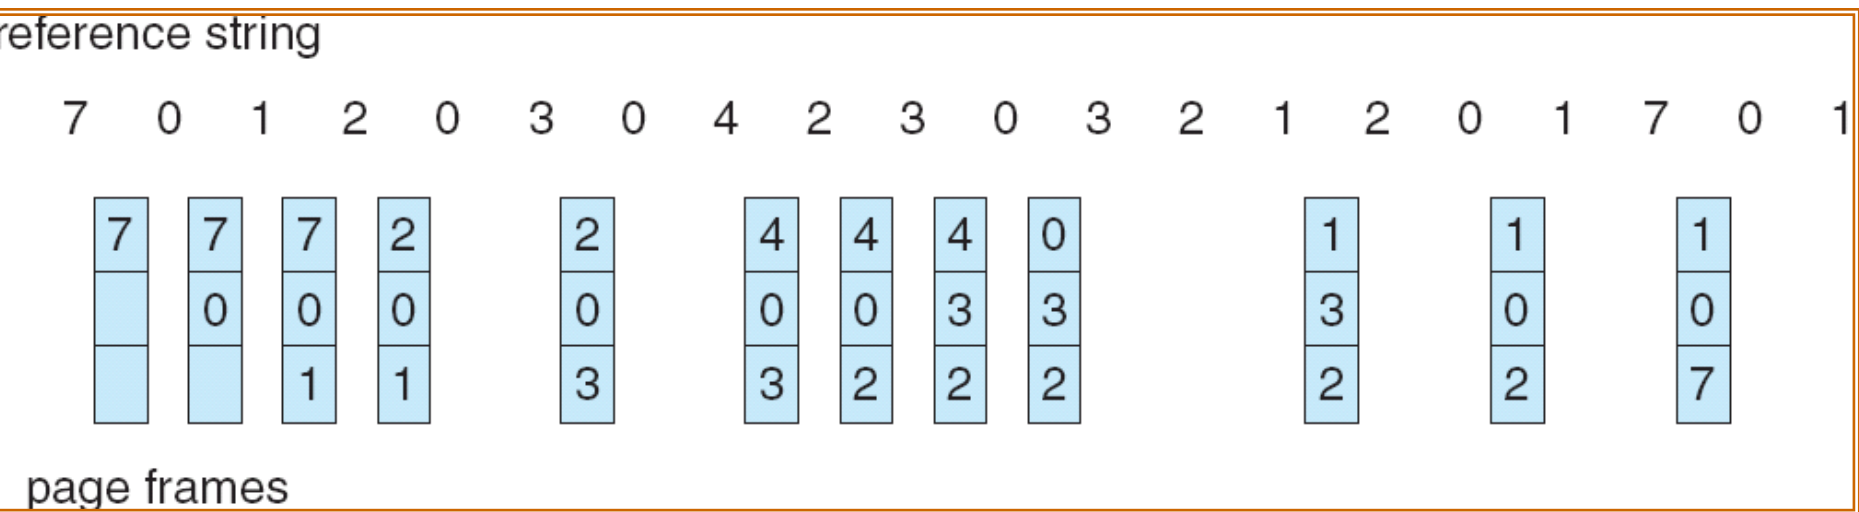 reference string
7 0 1 2 0 3 0 4 2 3 0 3 2 1 2 0 1 7 0 1
7 7 7 2 2 4 4 4 0 1 1 1
0 0 0 0 0 0 3 3 3 0 0
1 1 3 3 2 2 2 2 2 7
page frames